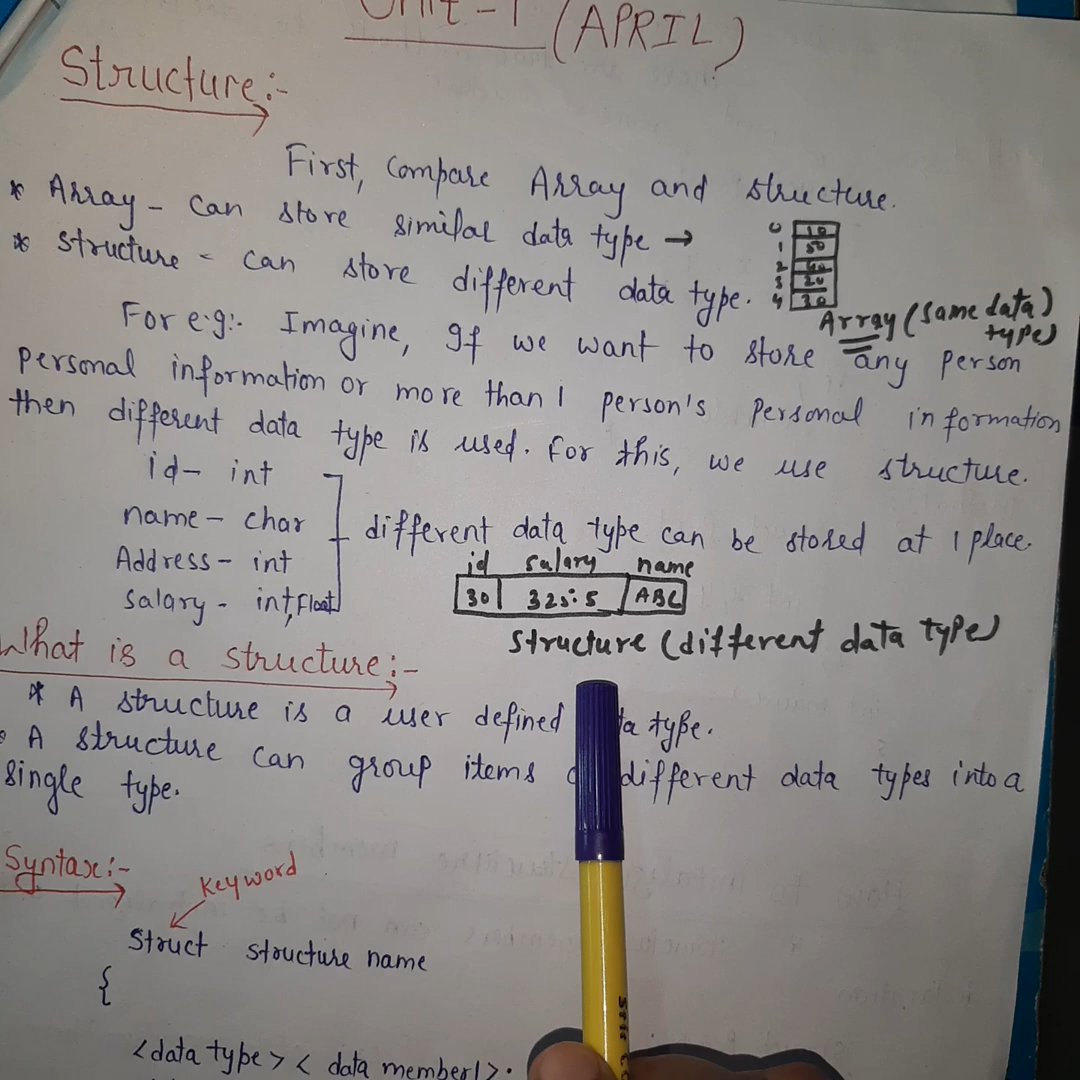 Unit-1 (APRIL)
Structure:-
First, Compare Array and structure.
* Array - can store similar data type →
* Structure - can store different data type.
0 10
1 50
2
3 20
4 30
Array (same data type)
For e.g:- Imagine, If we want to store any person
personal information or more than 1 person's personal information
then different data type is used. For this, we use structure.
id - int
name - char
Address - int
salary - int, float
different data type can be stored at 1 place.
id salary name
30 325.5 ABC
Structure (different data type)
What is a structure:-
* A structure is a user defined ta type.
A structure can group items different data types into a
single type.
Syntax:-
Keyword
Struct structure name
{
<data type> < data member1>.